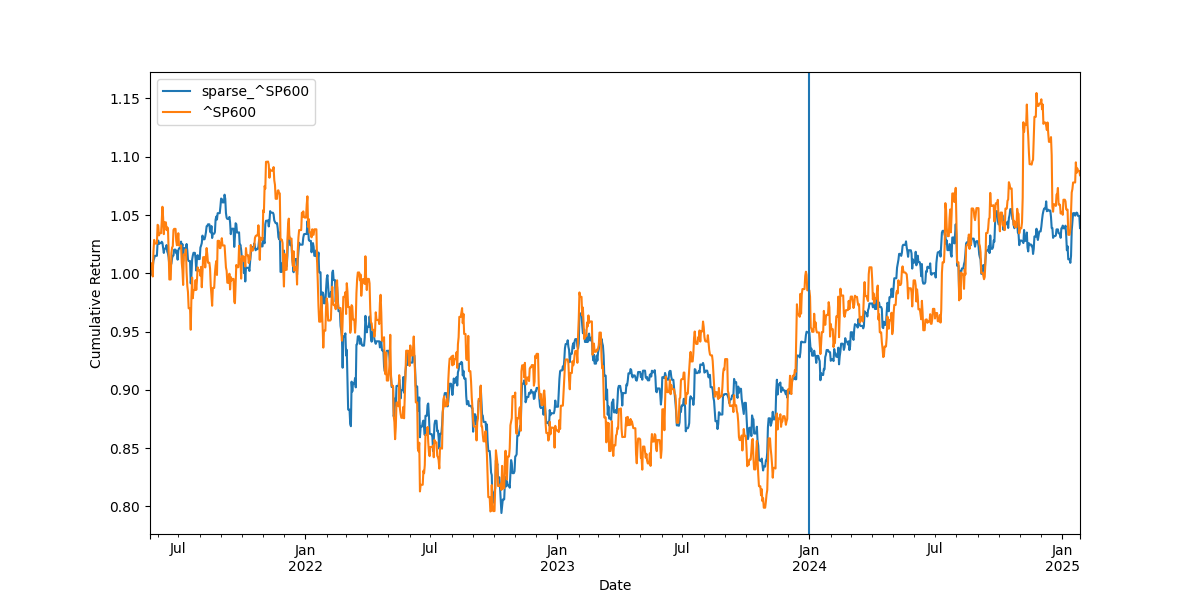 sparse_^SP600
^SP600
1.15
1.10
1.05
1.00
0.95
0.90
0.85
0.80
Cumulative Return
Jul
Jan
2022
Jul
Jan
2023
Jul
Jan
2024
Jul
Jan
2025
Date